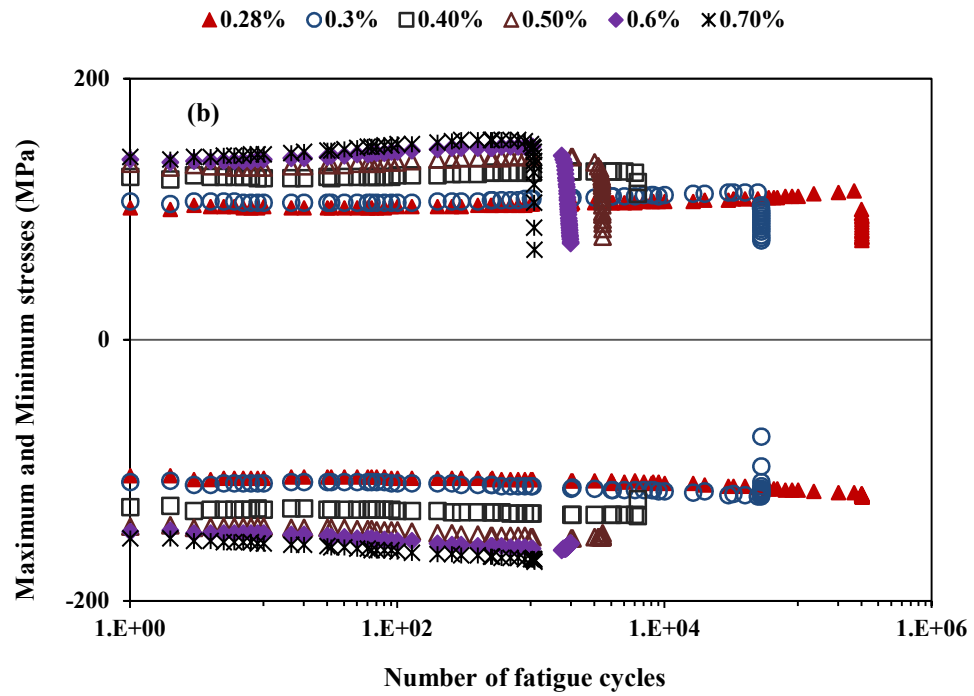 0.28% 0.3% 0.40% 0.50% 0.6% 0.70%
200
(b)
0
-200
1.E+00 1.E+02 1.E+04 1.E+06
Number of fatigue cycles
Maximum and Minimum stresses (MPa)